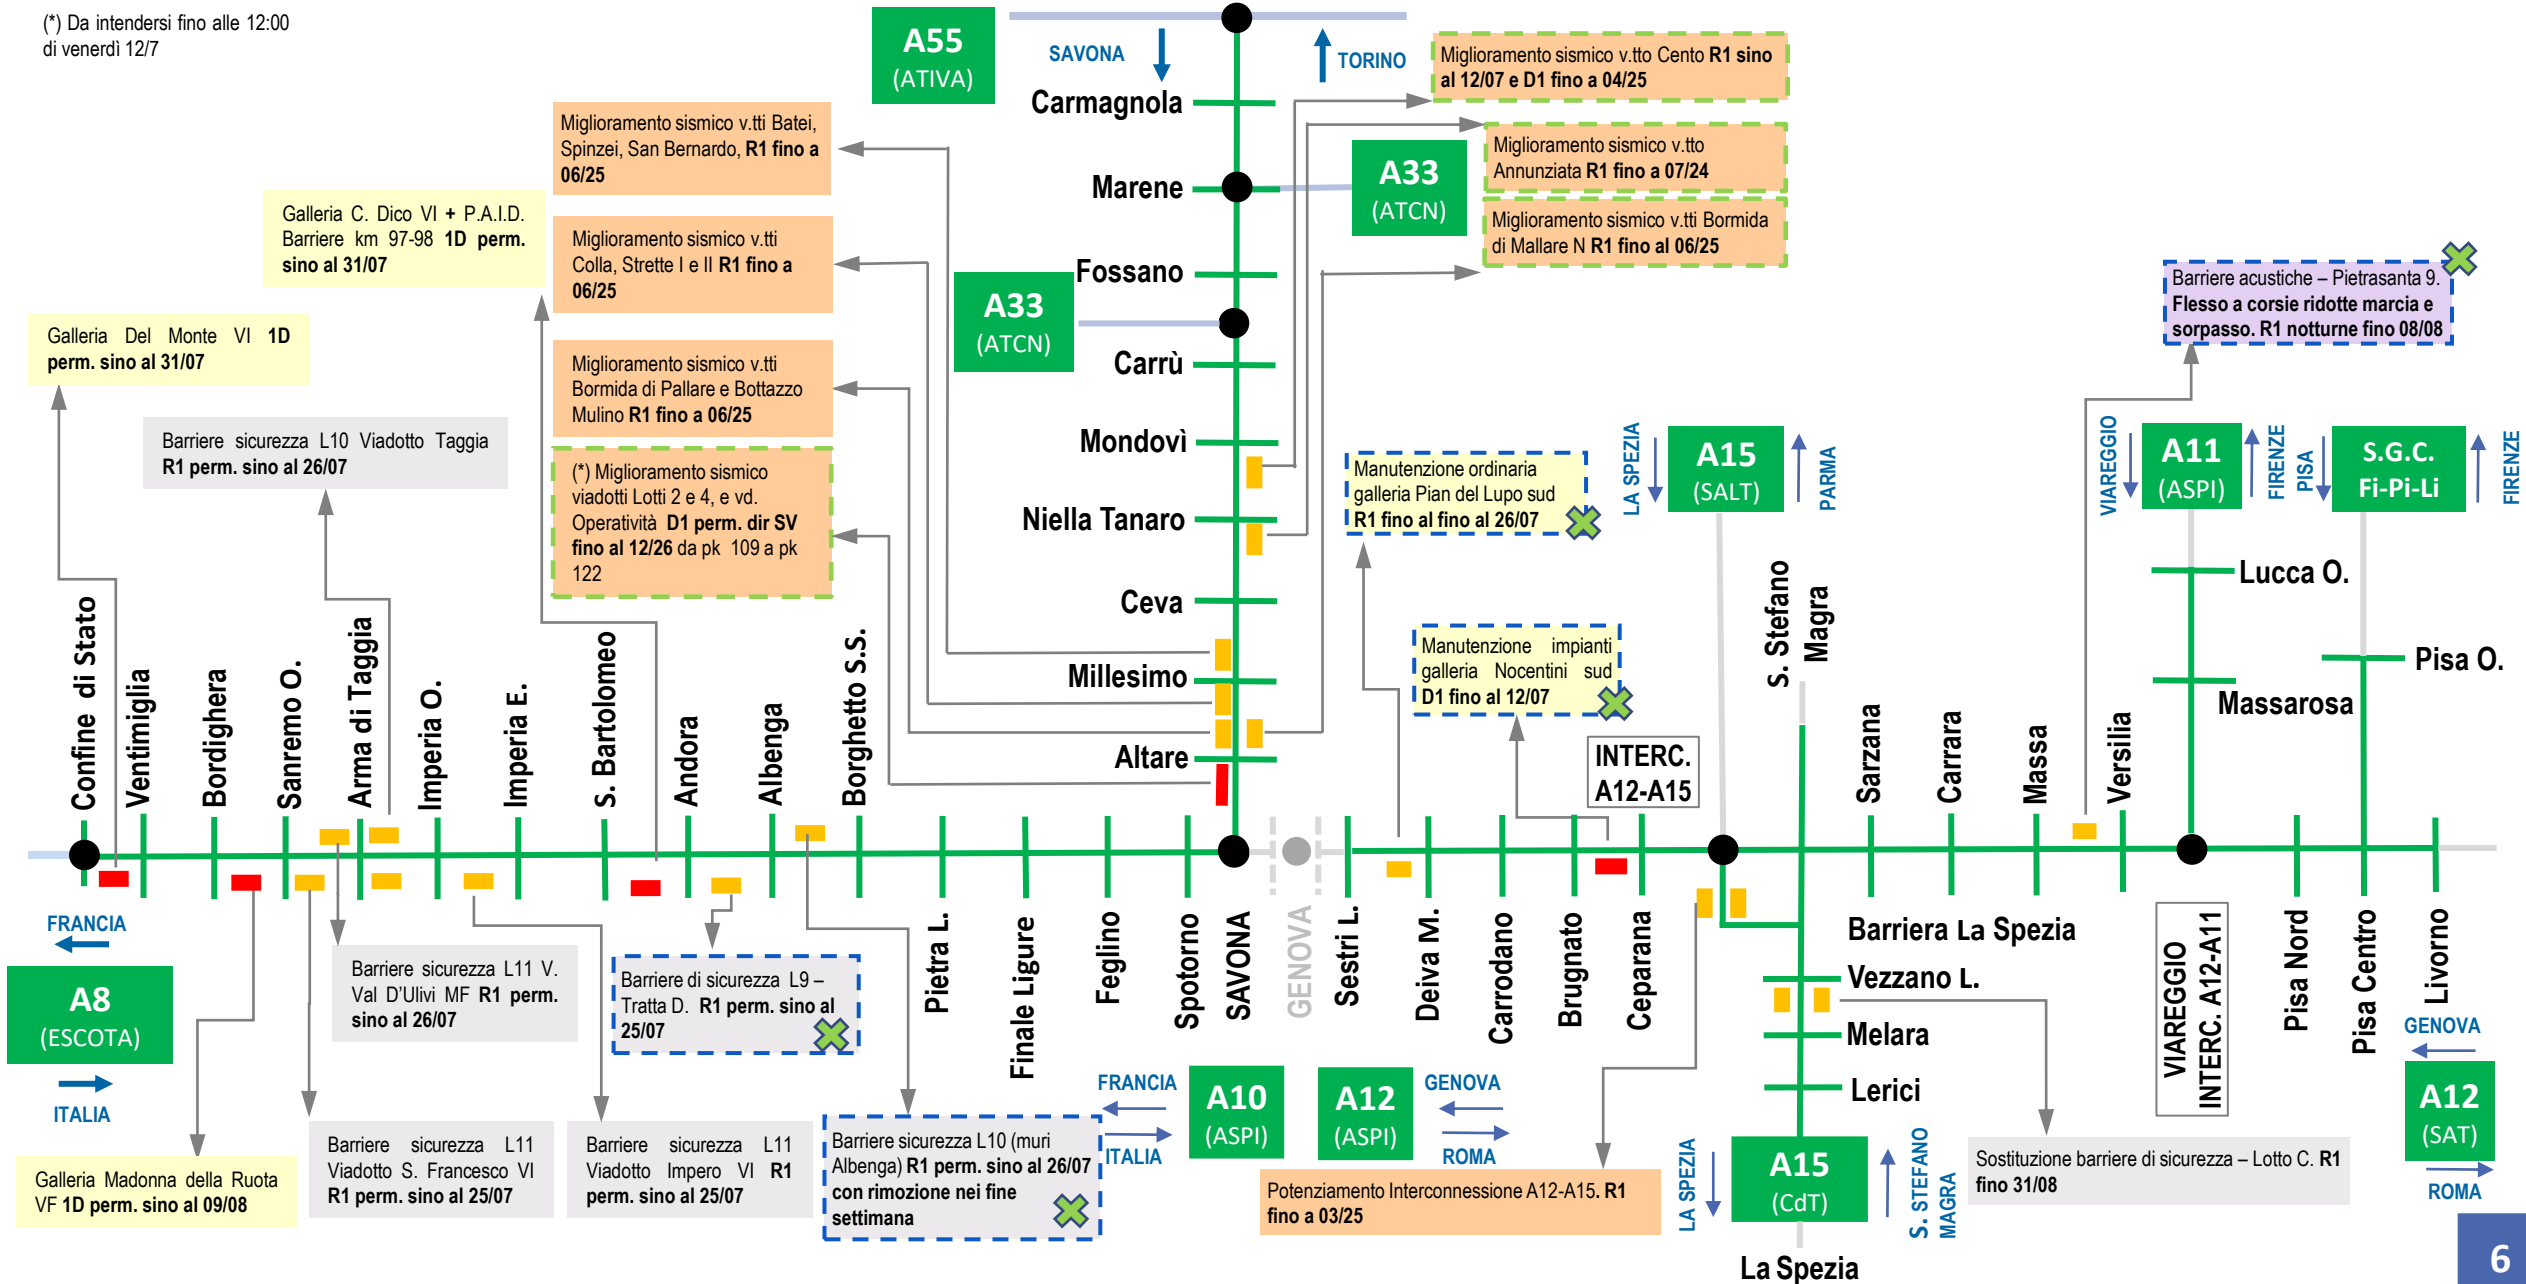 (*) Da intendersi fino alle 12:00
di venerdì 12/7
A55
(ATIVA)
SAVONA
TORINO
Miglioramento sismico v.tto Cento R1 sino
al 12/07 e D1 fino a 04/25
Carmagnola
Miglioramento sismico v.tti Batei,
Spinzei, San Bernardo, R1 fino a
06/25
Miglioramento sismico v.tto
Annunziata R1 fino a 07/24
A33
(ATCN)
Marene
Galleria C. Dico VI + P.A.I.D.
Barriere km 97-98 1D perm.
sino al 31/07
Miglioramento sismico v.tti
Colla, Strette I e II R1 fino a
06/25
Miglioramento sismico v.tti Bormida
di Mallare N R1 fino al 06/25
Fossano
A33
(ATCN)
Barriere acustiche – Pietrasanta 9.
Flesso a corsie ridotte marcia e
sorpasso. R1 notturne fino 08/08
Galleria Del Monte VI 1D
perm. sino al 31/07
Miglioramento sismico v.tti
Bormida di Pallare e Bottazzo
Mulino R1 fino a 06/25
Carrù
Mondovì
Barriere sicurezza L10 Viadotto Taggia
R1 perm. sino al 26/07
(*) Miglioramento sismico
viadotti Lotti 2 e 4, e vd.
Operatività D1 perm. dir SV
fino al 12/26 da pk 109 a pk
122
Niella Tanaro
Manutenzione ordinaria
galleria Pian del Lupo sud
R1 fino al fino al 26/07
LA SPEZIA
A15
(SALT)
PARMA
VIAREGGIO
A11
(ASPI)
FIRENZE
PISA
S.G.C.
Fi-Pi-Li
FIRENZE
Ceva
Lucca O.
Manutenzione impianti
galleria Nocentini sud
D1 fino al 12/07
S. Stefano
Magra
Pisa O.
Millesimo
Massarosa
Altare
INTERC.
A12-A15
Confine di Stato
Ventimiglia
Bordighera
Sanremo O.
Arma di Taggia
Imperia O.
Imperia E.
S. Bartolomeo
Andora
Albenga
Borghetto S.S.
Sarzana
Carrara
Massa
Versilia
Pietra L.
Finale Ligure
Feglino
Spotorno
SAVONA
GENOVA
Sestri L.
Deiva M.
Carrodano
Brugnato
Ceparana
Barriera La Spezia
Vezzano L.
Melara
Lerici
VIAREGGIO
INTERC. A12-A11
Pisa Nord
Pisa Centro
Livorno
FRANCIA
A8
(ESCOTA)
ITALIA
Barriere sicurezza L11 V.
Val D'Ulivi MF R1 perm.
sino al 26/07
Barriere di sicurezza L9 –
Tratta D. R1 perm. sino al
25/07
GENOVA
A12
(SAT)
ROMA
FRANCIA
A10
(ASPI)
ITALIA
A12
(ASPI)
GENOVA
ROMA
Galleria Madonna della Ruota
VF 1D perm. sino al 09/08
Barriere sicurezza L11
Viadotto S. Francesco VI
R1 perm. sino al 25/07
Barriere sicurezza L11
Viadotto Impero VI R1
perm. sino al 25/07
Barriere sicurezza L10 (muri
Albenga) R1 perm. sino al 26/07
con rimozione nei fine
settimana
Potenziamento Interconnessione A12-A15. R1
fino a 03/25
LA SPEZIA
A15
(CdT)
S. STEFANO
MAGRA
Sostituzione barriere di sicurezza – Lotto C. R1
fino 31/08
La Spezia
6